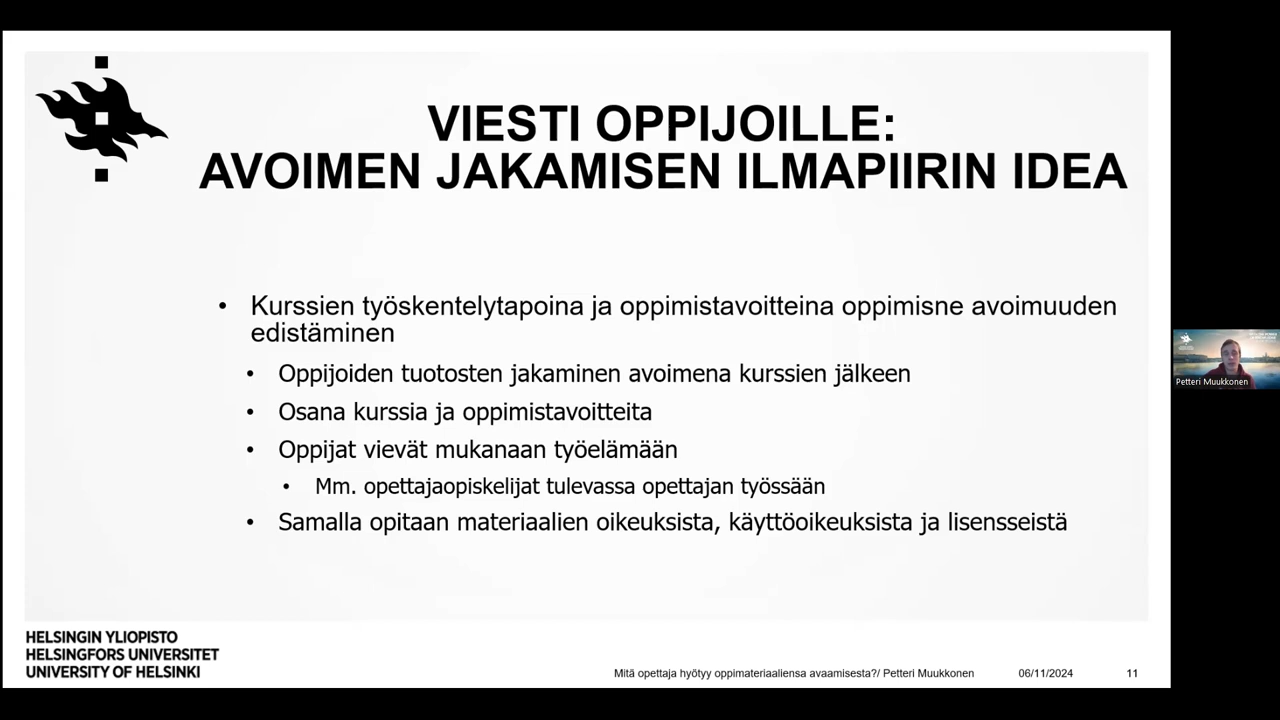 VIESTI OPPIJOILLE:
AVOIMEN JAKAMISEN ILMAPIIRIN IDEA
• Kurssien työskentelytapoina ja oppimistavoitteina oppimisne avoimuuden
edistäminen
• Oppijoiden tuotosten jakaminen avoimena kurssien jälkeen
• Osana kurssia ja oppimistavoitteita
• Oppijat vievät mukanaan työelämään
• Mm. opettajaopiskelijat tulevassa opettajan työssään
• Samalla opitaan materiaalien oikeuksista, käyttöoikeuksista ja lisensseistä
Petteri Muukkonen
HELSINGIN YLIOPISTO
HELSINGFORS UNIVERSITET
UNIVERSITY OF HELSINKI
Mitä opettaja hyötyy oppimateriaaliensa avaamisesta?/ Petteri Muukkonen 06/11/2024 11